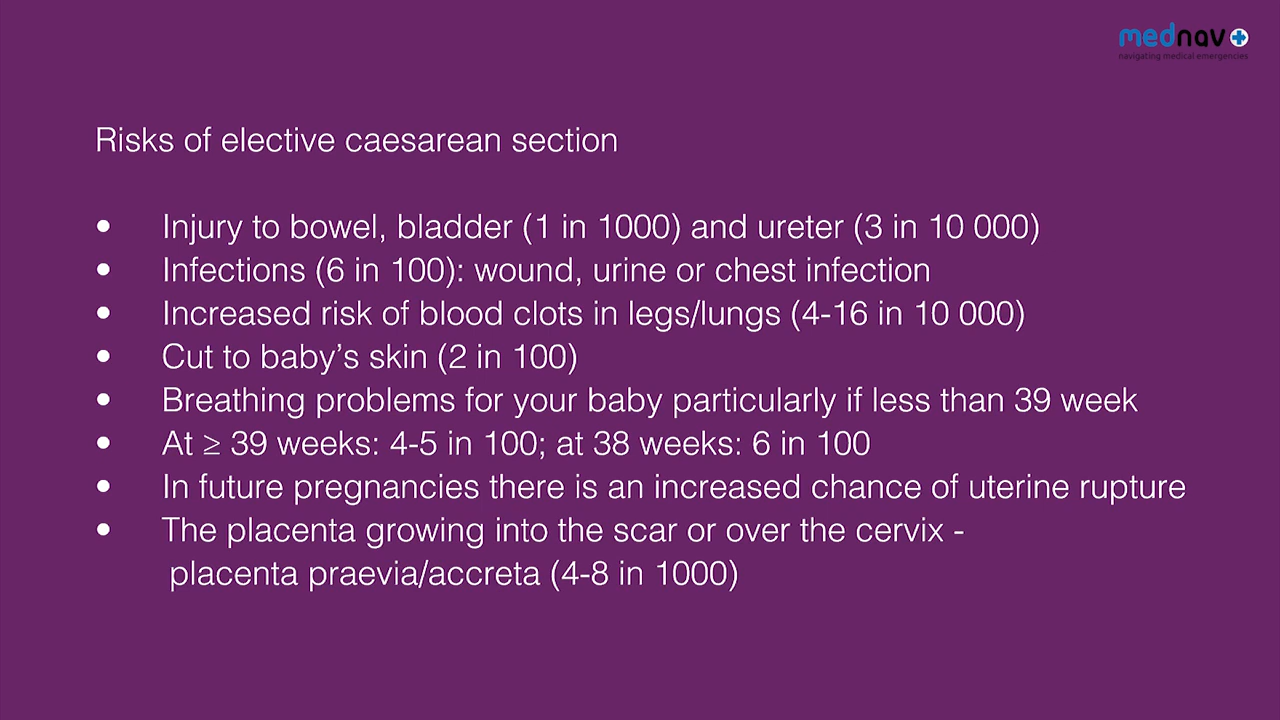 mednav
navigating medical emergencies
Risks of elective caesarean section
• Injury to bowel, bladder (1 in 1000) and ureter (3 in 10 000)
• Infections (6 in 100): wound, urine or chest infection
• Increased risk of blood clots in legs/lungs (4-16 in 10 000)
• Cut to baby’s skin (2 in 100)
• Breathing problems for your baby particularly if less than 39 week
• At ≥ 39 weeks: 4-5 in 100; at 38 weeks: 6 in 100
• In future pregnancies there is an increased chance of uterine rupture
• The placenta growing into the scar or over the cervix -
placenta praevia/accreta (4-8 in 1000)